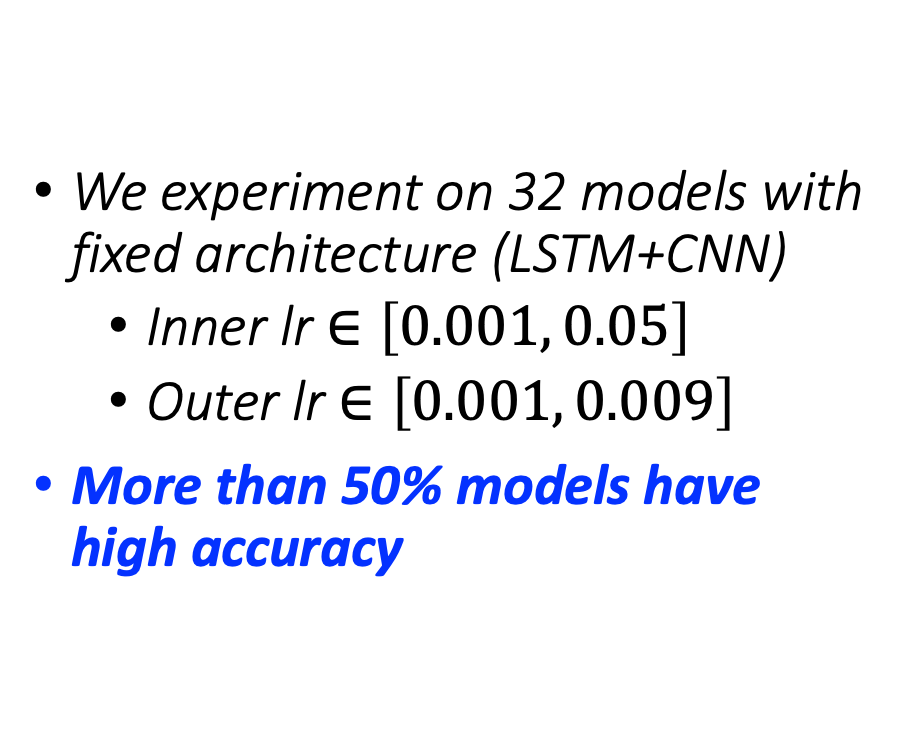 • We experiment on 32 models with
fixed architecture (LSTM+CNN)
• Inner lr ∈ [0.001, 0.05]
• Outer lr ∈ [0.001, 0.009]
• More than 50% models have
high accuracy